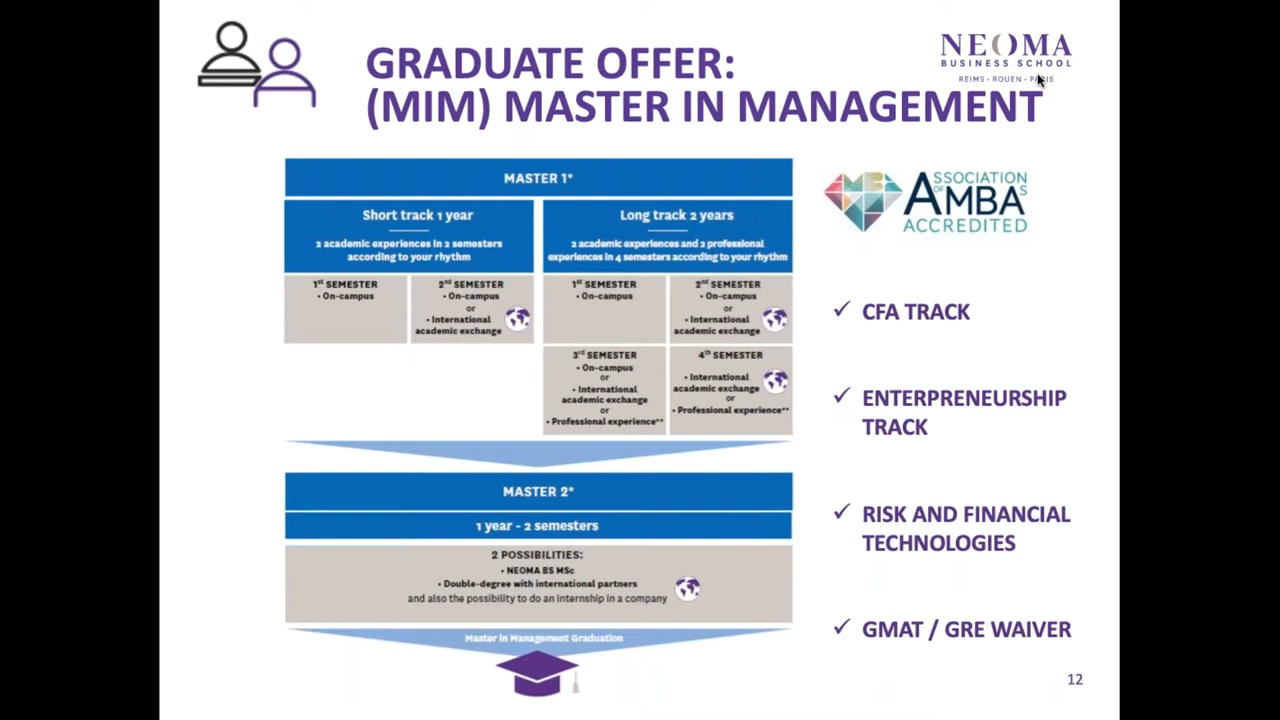 GRADUATE OFFER:
(MIM) MASTER IN MANAGEMENT
NEOMA
BUSINESS SCHOOL
REIMS - ROUEN - PARIS
MASTER 1*
Short track 1 year
2 academic experiences in 2 semesters
according to your rhythm
1st SEMESTER
• On-campus
2nd SEMESTER
• On-campus
or
• International
academic exchange
Long track 2 years
2 academic experiences and 2 professional
experiences in 4 semesters according to your rhythm
1st SEMESTER
• On-campus
2nd SEMESTER
• On-campus
or
• International
academic exchange
3rd SEMESTER
• On-campus
or
• International
academic exchange
or
• Professional experience**
4th SEMESTER
• International
academic exchange
or
• Professional experience**
MASTER 2*
1 year - 2 semesters
2 POSSIBILITIES:
• NEOMA BS MSc
• Double-degree with international partners
and also the possibility to do an internship in a company
Master in Management Graduation
MBA
ASSOCIATION
OF AMBAS
ACCREDITED
✓ CFA TRACK
✓ ENTERPRENEURSHIP
TRACK
✓ RISK AND FINANCIAL
TECHNOLOGIES
✓ GMAT / GRE WAIVER
12